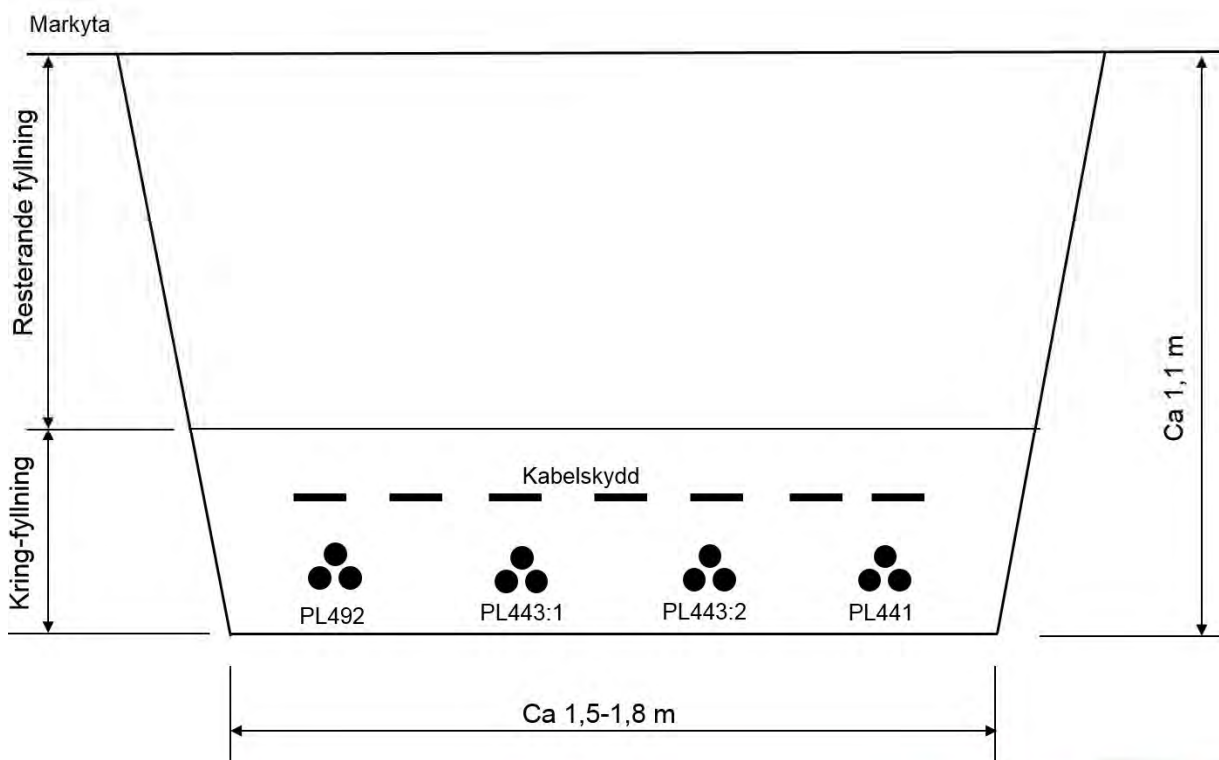 Markyta
Resterande fyllning
Ca 1,1 m
Kring-fyllning
Kabelskydd
PL492
PL443:1
PL443:2
PL441
Ca 1,5-1,8 m